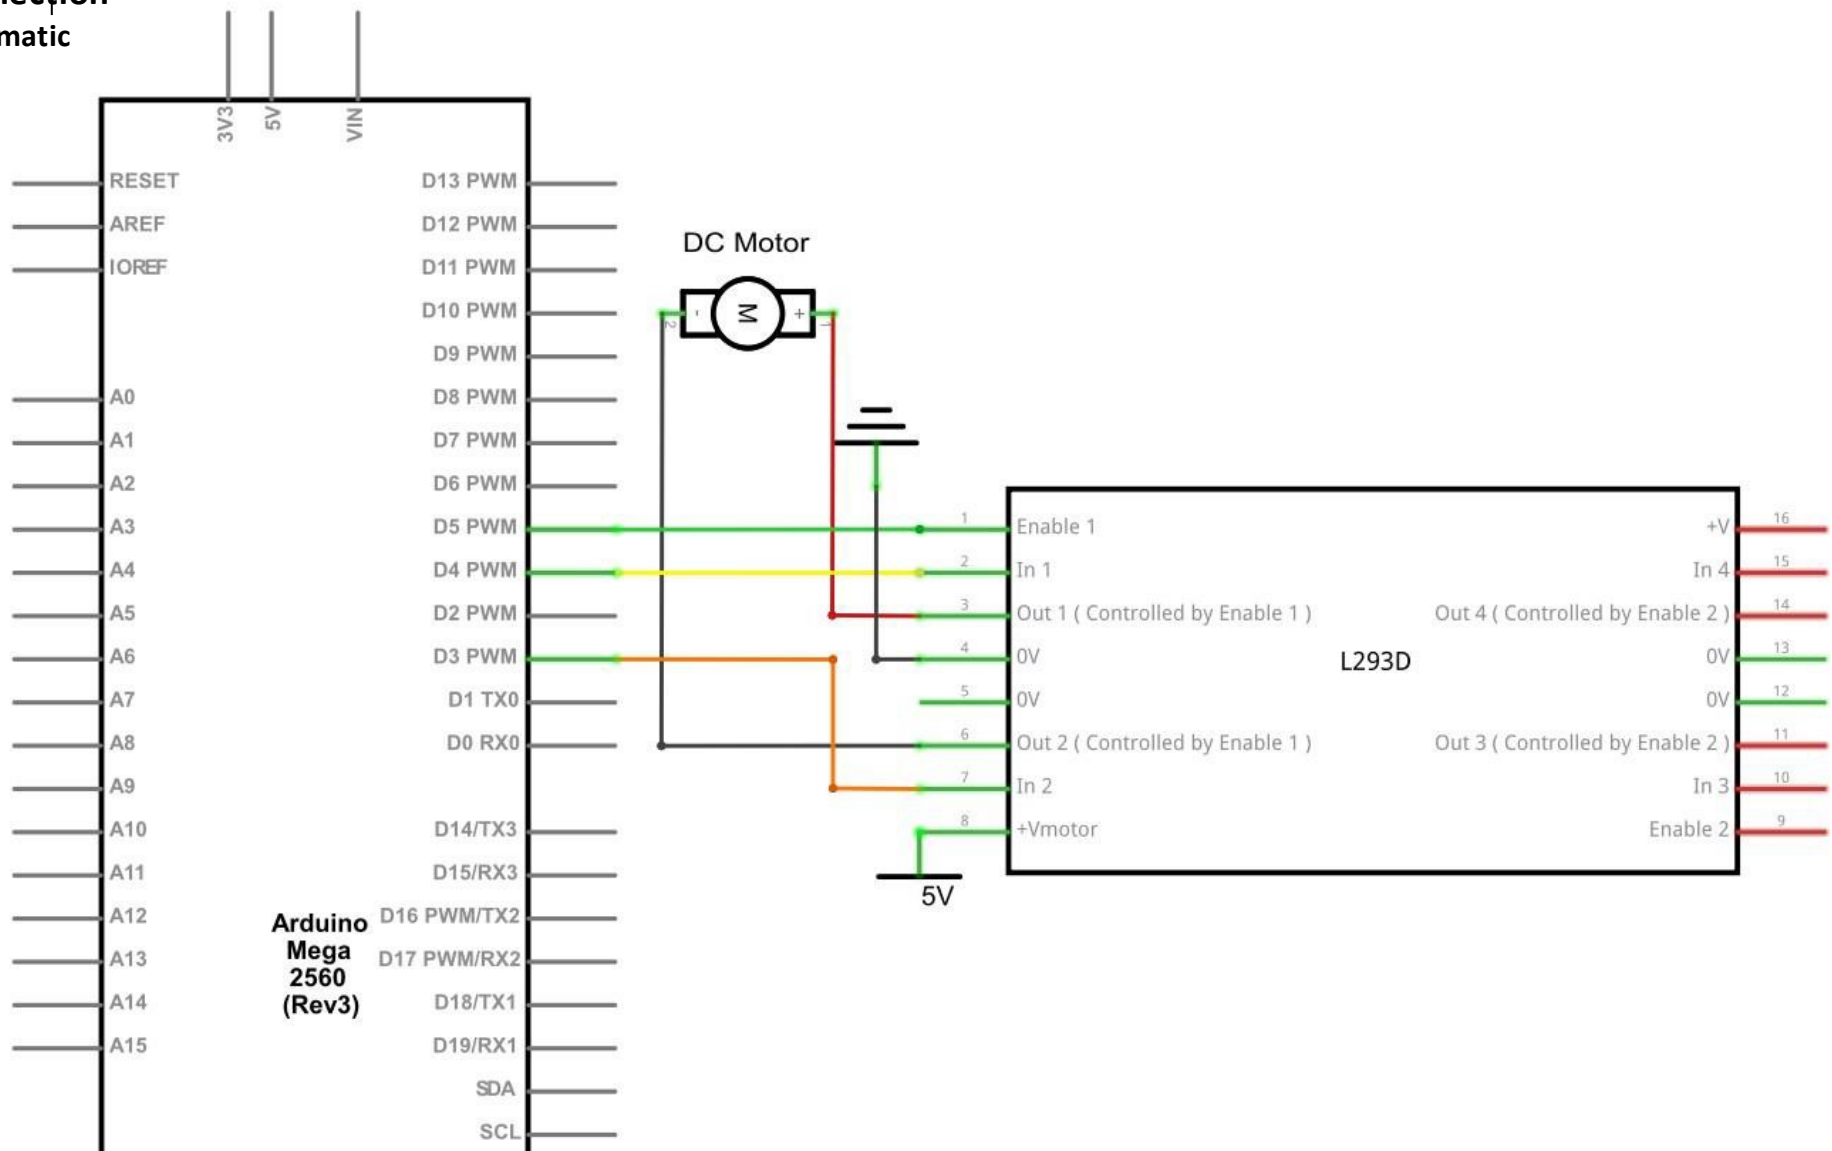 matic
3V3
5V
VIN
RESET
AREF
IOREF
A0
A1
A2
A3
A4
A5
A6
A7
A8
A9
A10
A11
A12
A13
A14
A15
D13 PWM
D12 PWM
D11 PWM
D10 PWM
D9 PWM
D8 PWM
D7 PWM
D6 PWM
D5 PWM
D4 PWM
D2 PWM
D3 PWM
D1 TX0
D0 RX0
D14/TX3
D15/RX3
D16 PWM/TX2
D17 PWM/RX2
D18/TX1
D19/RX1
SDA
SCL
Arduino
Mega
2560
(Rev3)
DC Motor
2
-
M
+
1
1
Enable 1
2
In 1
3
Out 1 ( Controlled by Enable 1 )
4
0V
5
0V
6
Out 2 ( Controlled by Enable 1 )
7
In 2
8
+Vmotor
5V
L293D
+V
16
In 4
15
Out 4 ( Controlled by Enable 2 )
14
0V
13
0V
12
Out 3 ( Controlled by Enable 2 )
11
In 3
10
Enable 2
9